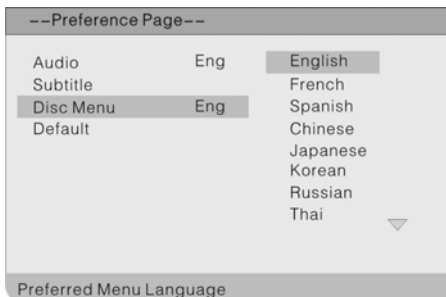 --Preference Page--
Audio Eng
Subtitle
Disc Menu Eng
Default
English
French
Spanish
Chinese
Japanese
Korean
Russian
Thai
Preferred Menu Language